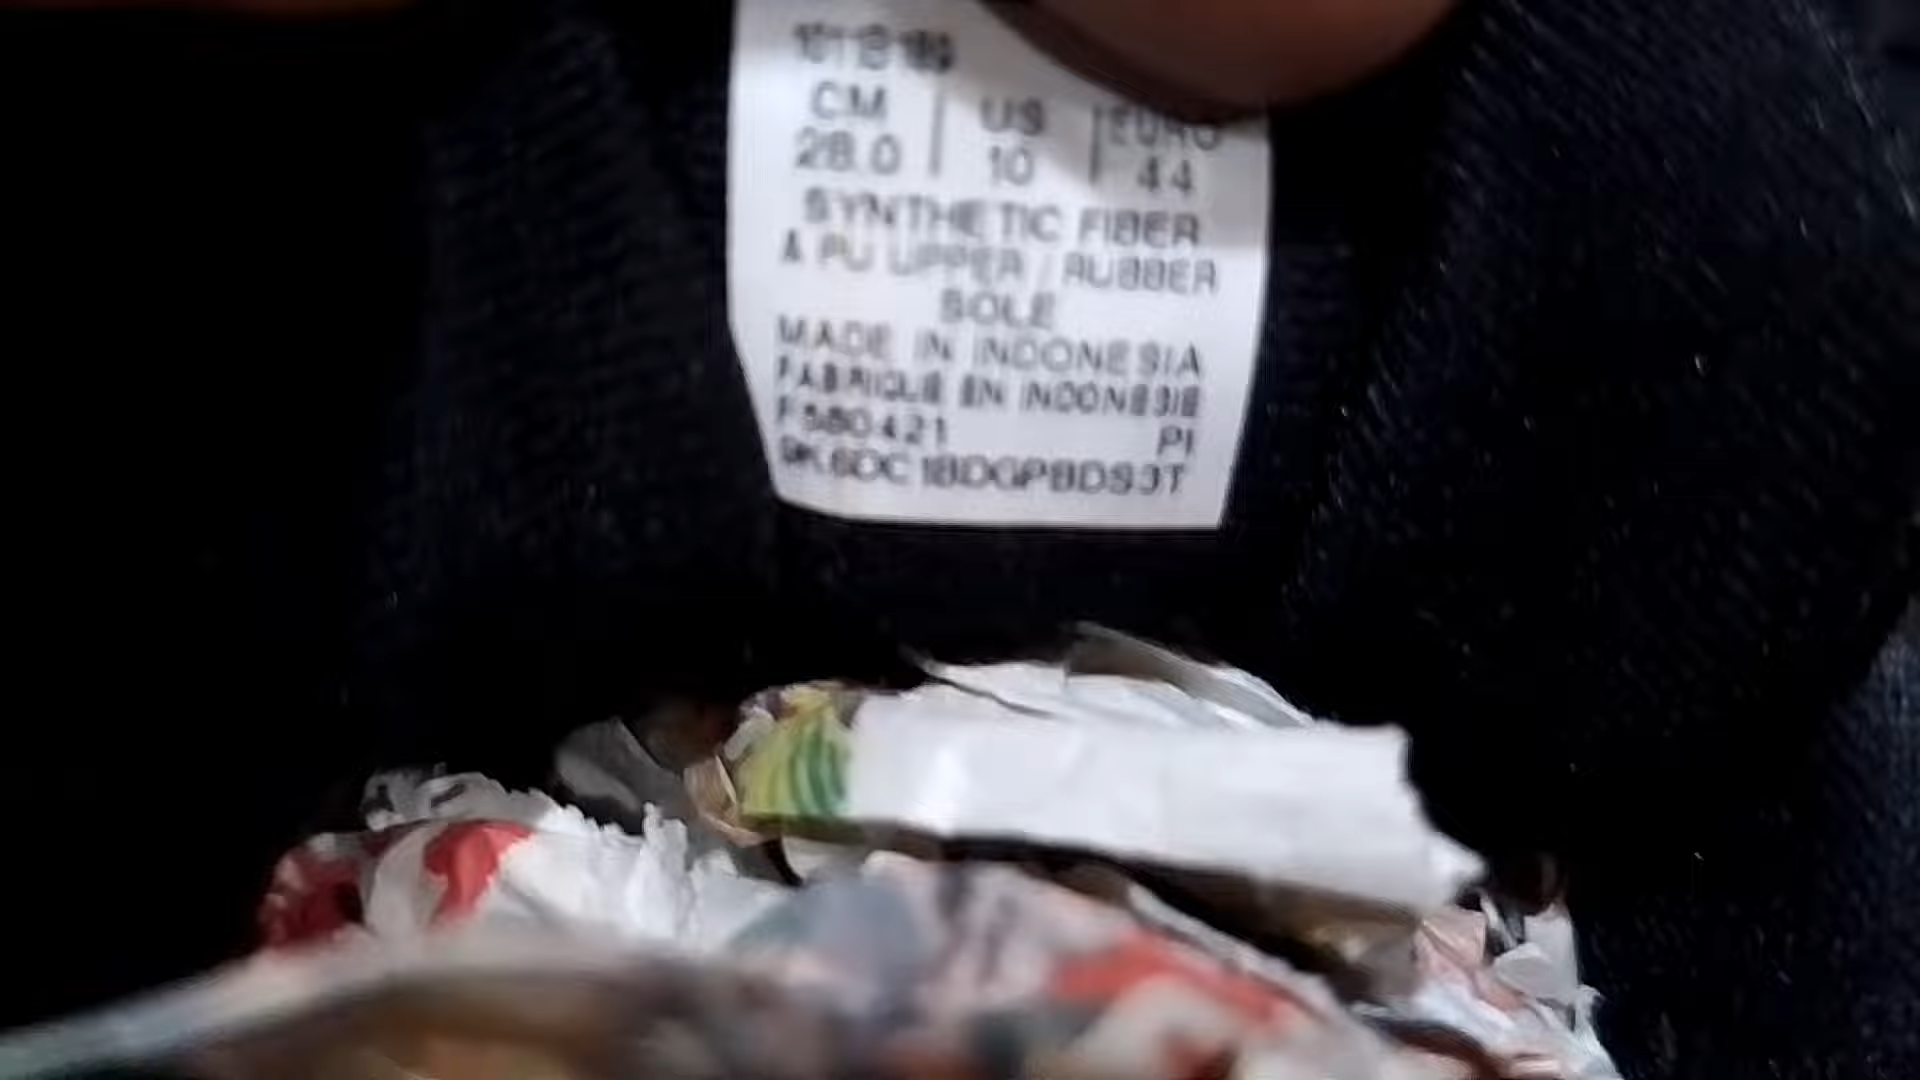 CM | US | EURO
28.0 | 10 | 44
SYNTHETIC FIBER
& PU UPPER / RUBBER
SOLE
MADE IN INDONESIA
FABRIQUE EN INDONESIE
F580421 PI